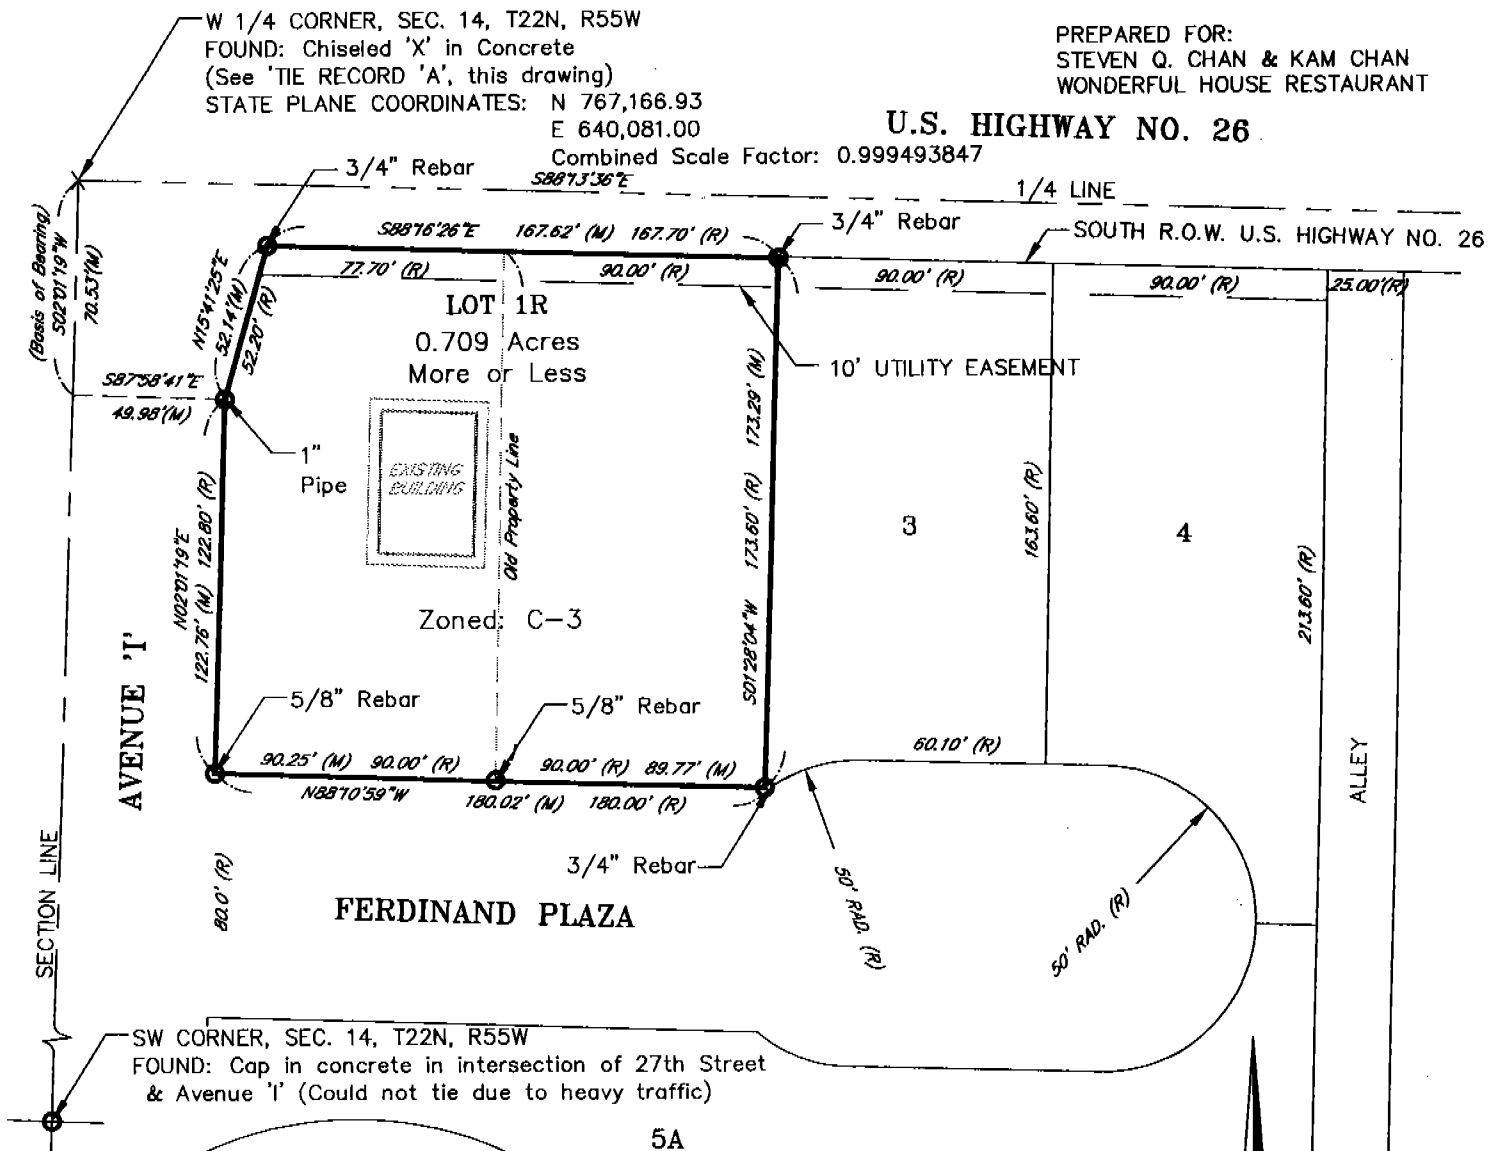 W 1/4 CORNER, SEC. 14, T22N, R55W
FOUND: Chiseled 'X' in Concrete
(See 'TIE RECORD 'A', this drawing)
STATE PLANE COORDINATES: N 767,166.93
E 640,081.00
Combined Scale Factor: 0.999493847
PREPARED FOR:
STEVEN Q. CHAN & KAM CHAN
WONDERFUL HOUSE RESTAURANT
U.S. HIGHWAY NO. 26
3/4" Rebar
S88°13'36"E
1/4 LINE
S88°16'26"E 167.62' (M) 167.70' (R)
3/4" Rebar
SOUTH R.O.W. U.S. HIGHWAY NO. 26
77.70' (R)
90.00' (R)
90.00' (R)
90.00' (R)
25.00'(R)
(Basis of Bearing)
S02°01'19"W
70.53'(M)
N15°41'25"E
52.14'(M)
52.20' (R)
LOT 1R
0.709 Acres
More or Less
10' UTILITY EASEMENT
S87°58'41"E
49.98'(M)
1"
Pipe
EXISTING
BUILDING
Old Property Line
173.60' (R) 173.29' (M)
S01°28'04"W
N02°01'19"E
122.76' (M) 122.80' (R)
3
163.60' (R)
4
213.60' (R)
Zoned: C-3
AVENUE 'I'
5/8" Rebar
5/8" Rebar
90.25' (M) 90.00' (R)
90.00' (R) 89.77' (M)
N88°10'59"W
180.02' (M) 180.00' (R)
60.10' (R)
ALLEY
3/4" Rebar
80.0' (R)
FERDINAND PLAZA
50' RAD. (R)
50' RAD. (R)
SECTION LINE
SW CORNER, SEC. 14, T22N, R55W
FOUND: Cap in concrete in intersection of 27th Street
& Avenue 'I' (Could not tie due to heavy traffic)
5A